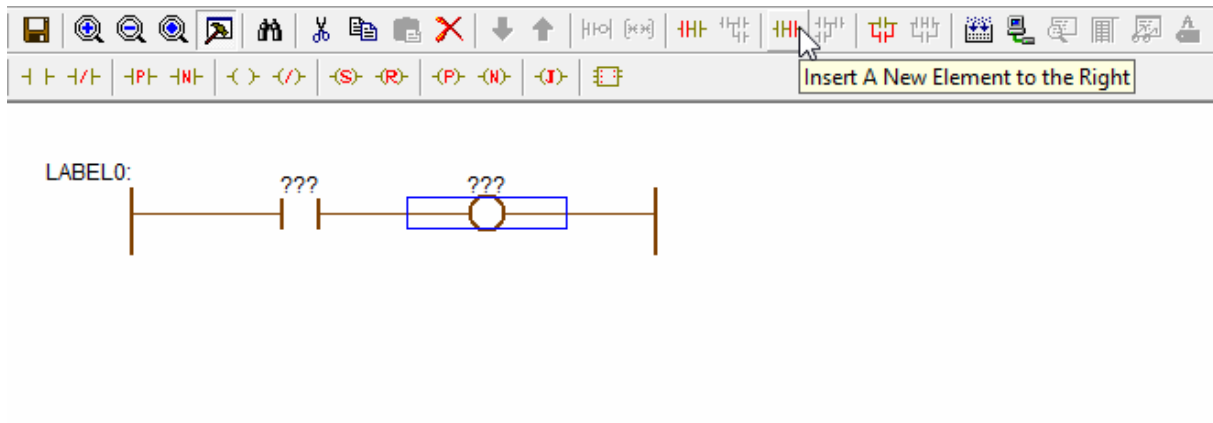 P N S R P N J
Insert A New Element to the Right
LABEL0:
??? ???